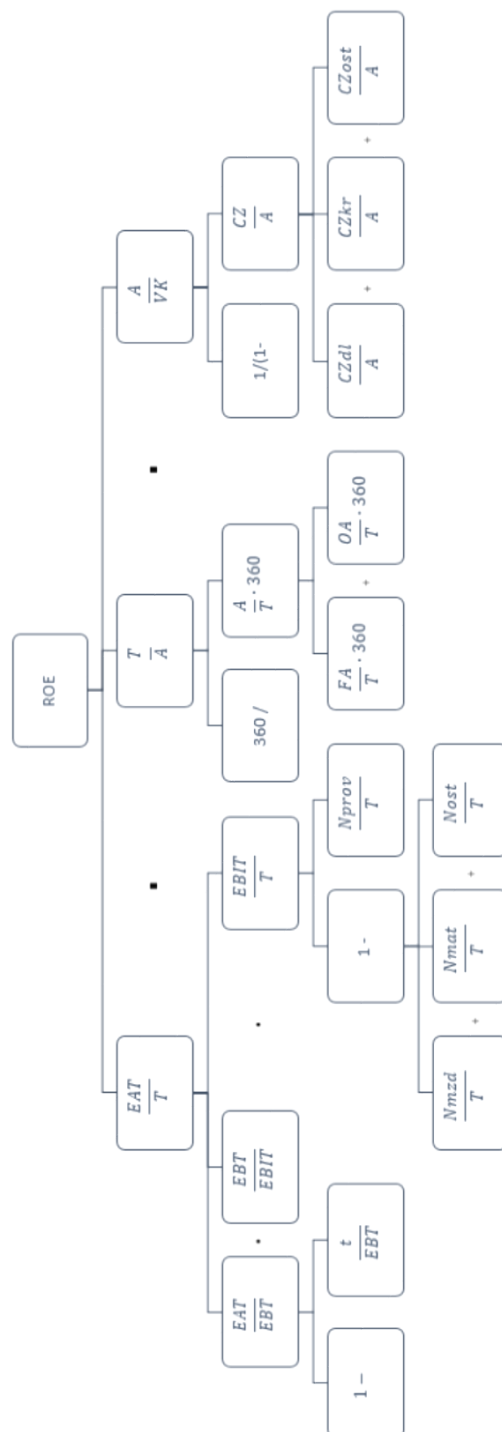 ROE
EAT
T
T
A
A
VK
EAT
EBT
EBT
EBIT
EBIT
T
360 /
A/T · 360
1/(1-
CZ
A
1 −
t
EBT
1 -
Nprov
T
FA/T · 360
+
OA/T · 360
CZdl
A
+
CZkr
A
+
CZost
A
Nmzd
T
+
Nmat
T
+
Nost
T